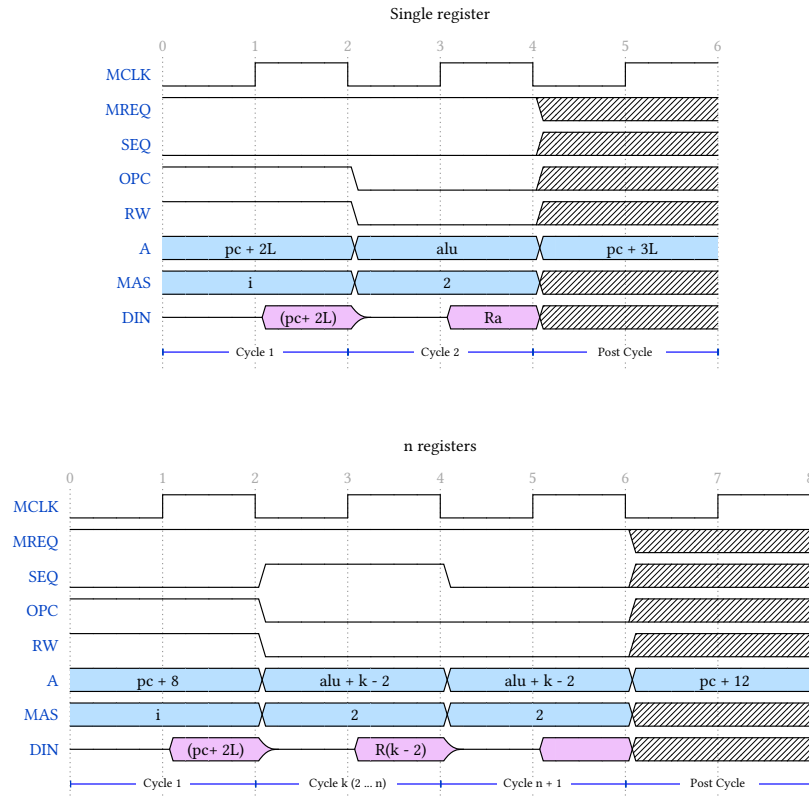 Single register
0 1 2 3 4 5 6
MCLK
MREQ
SEQ
OPC
RW
A pc + 2L alu pc + 3L
MAS i 2
DIN (pc+ 2L) Ra
Cycle 1 Cycle 2 Post Cycle
n registers
0 1 2 3 4 5 6 7 8
MCLK
MREQ
SEQ
OPC
RW
A pc + 8 alu + k - 2 alu + k - 2 pc + 12
MAS i 2 2
DIN (pc+ 2L) R(k - 2)
Cycle 1 Cycle k (2 ... n) Cycle n + 1 Post Cycle